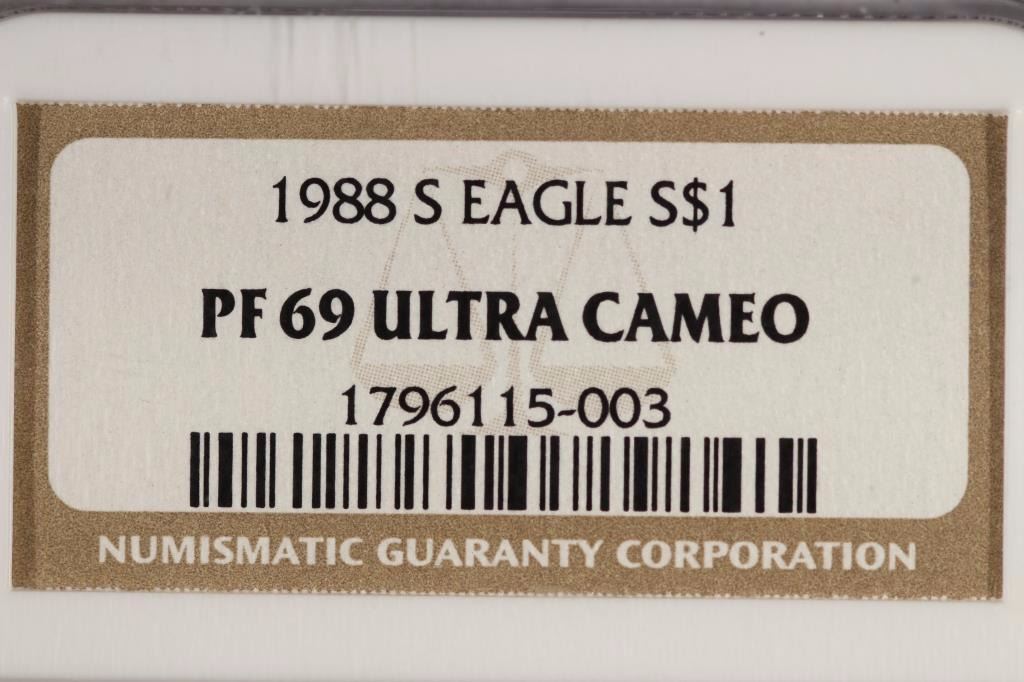 1988 S EAGLE S$1
PF 69 ULTRA CAMEO
1796115-003
NUMISMATIC GUARANTY CORPORATION